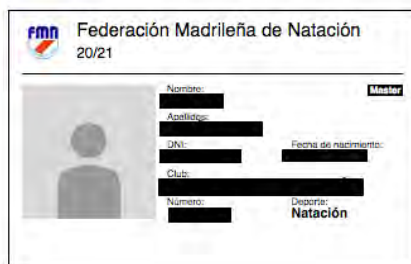 fmn
Federación Madrileña de Natación
20/21
Nombre:
Master
Apellidos:
DNI:
Fecha de nacimiento:
Club:
Número:
Deporte:
Natación